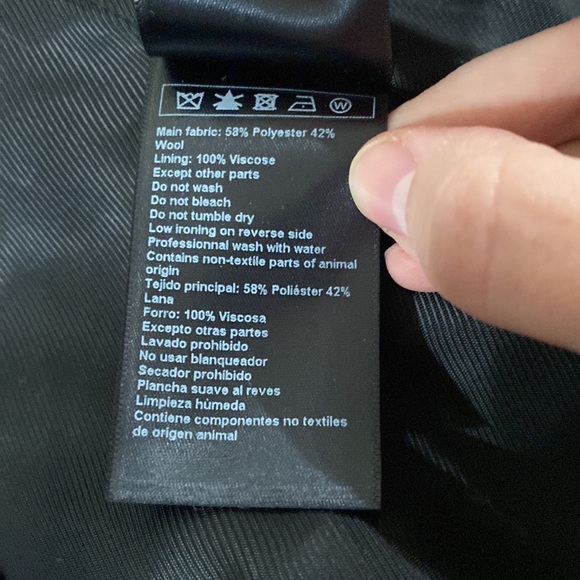 W
Main fabric: 58% Polyester 42%
Wool
Lining: 100% Viscose
Except other parts
Do not wash
Do not bleach
Do not tumble dry
Low ironing on reverse side
Professionnal wash with water
Contains non-textile parts of animal
origin
Tejido principal: 58% Poliéster 42%
Lana
Forro: 100% Viscosa
Excepto otras partes
Lavado prohibido
No usar blanqueador
Secador prohibido
Plancha suave al reves
Limpieza hùmeda
Contiene componentes no textiles
de origen animal